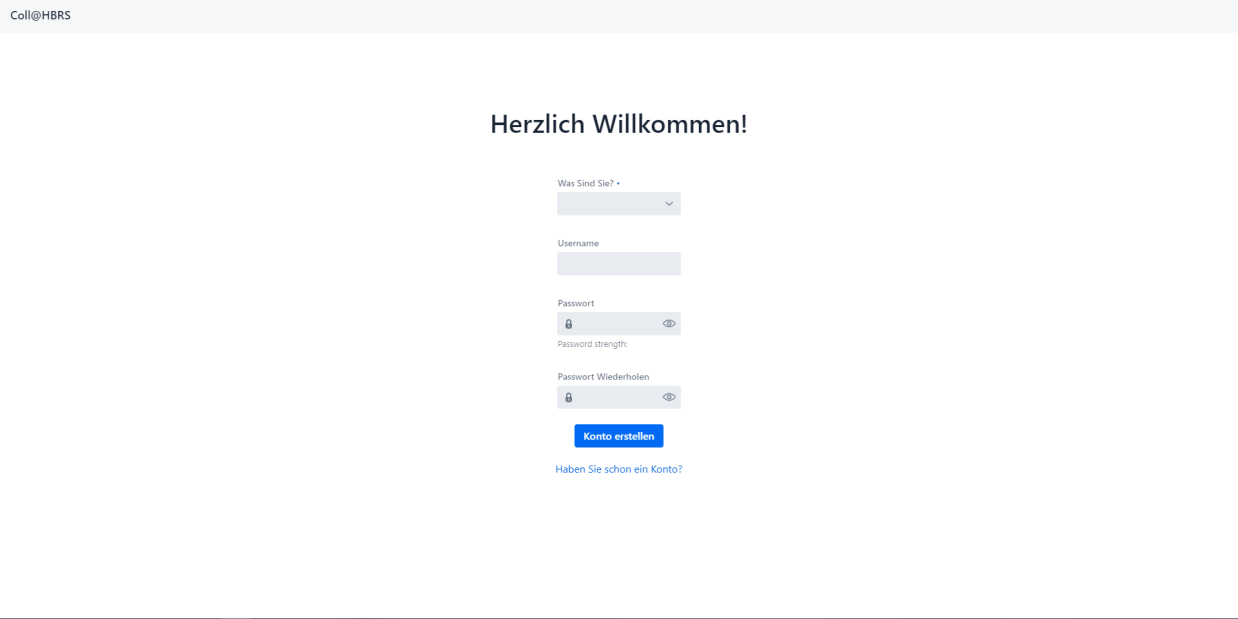 Coll@HBRS
Herzlich Willkommen!
Was Sind Sie? •
Username
Passwort
Password strength:
Passwort Wiederholen
Konto erstellen
Haben Sie schon ein Konto?